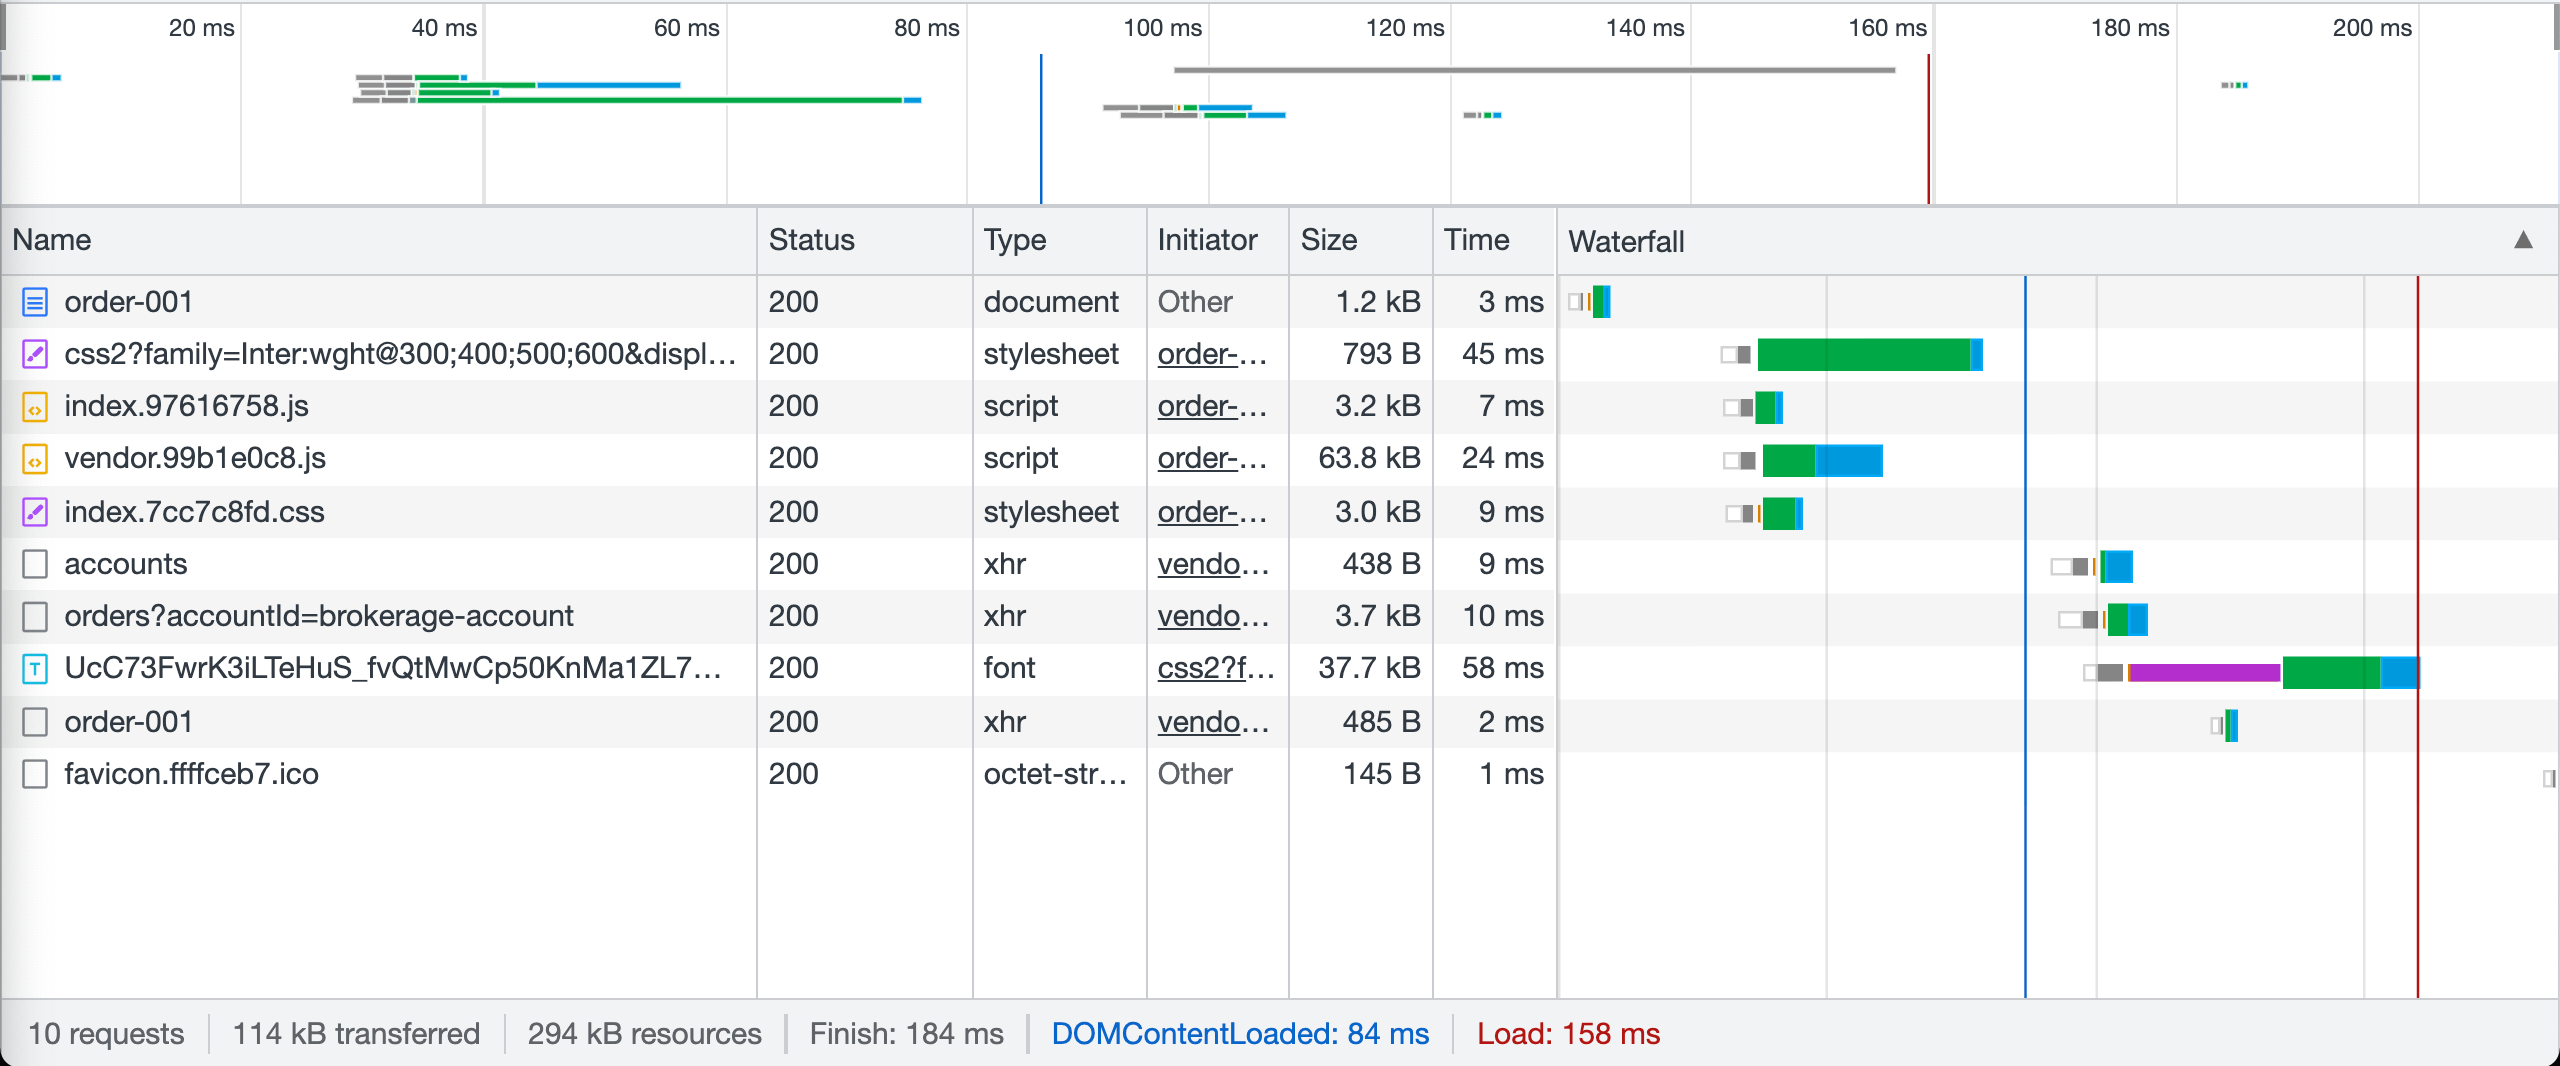 20 ms 40 ms 60 ms 80 ms 100 ms 120 ms 140 ms 160 ms 180 ms 200 ms
Name Status Type Initiator Size Time Waterfall ▲
order-001 200 document Other 1.2 kB 3 ms
css2?family=Inter:wght@300;400;500;600&displ… 200 stylesheet order-… 793 B 45 ms
index.97616758.js 200 script order-… 3.2 kB 7 ms
vendor.99b1e0c8.js 200 script order-… 63.8 kB 24 ms
index.7cc7c8fd.css 200 stylesheet order-… 3.0 kB 9 ms
accounts 200 xhr vendo… 438 B 9 ms
orders?accountId=brokerage-account 200 xhr vendo… 3.7 kB 10 ms
UcC73FwrK3iLTeHuS_fvQtMwCp50KnMa1ZL7… 200 font css2?f… 37.7 kB 58 ms
order-001 200 xhr vendo… 485 B 2 ms
favicon.ffffceb7.ico 200 octet-str… Other 145 B 1 ms
10 requests 114 kB transferred 294 kB resources Finish: 184 ms DOMContentLoaded: 84 ms Load: 158 ms